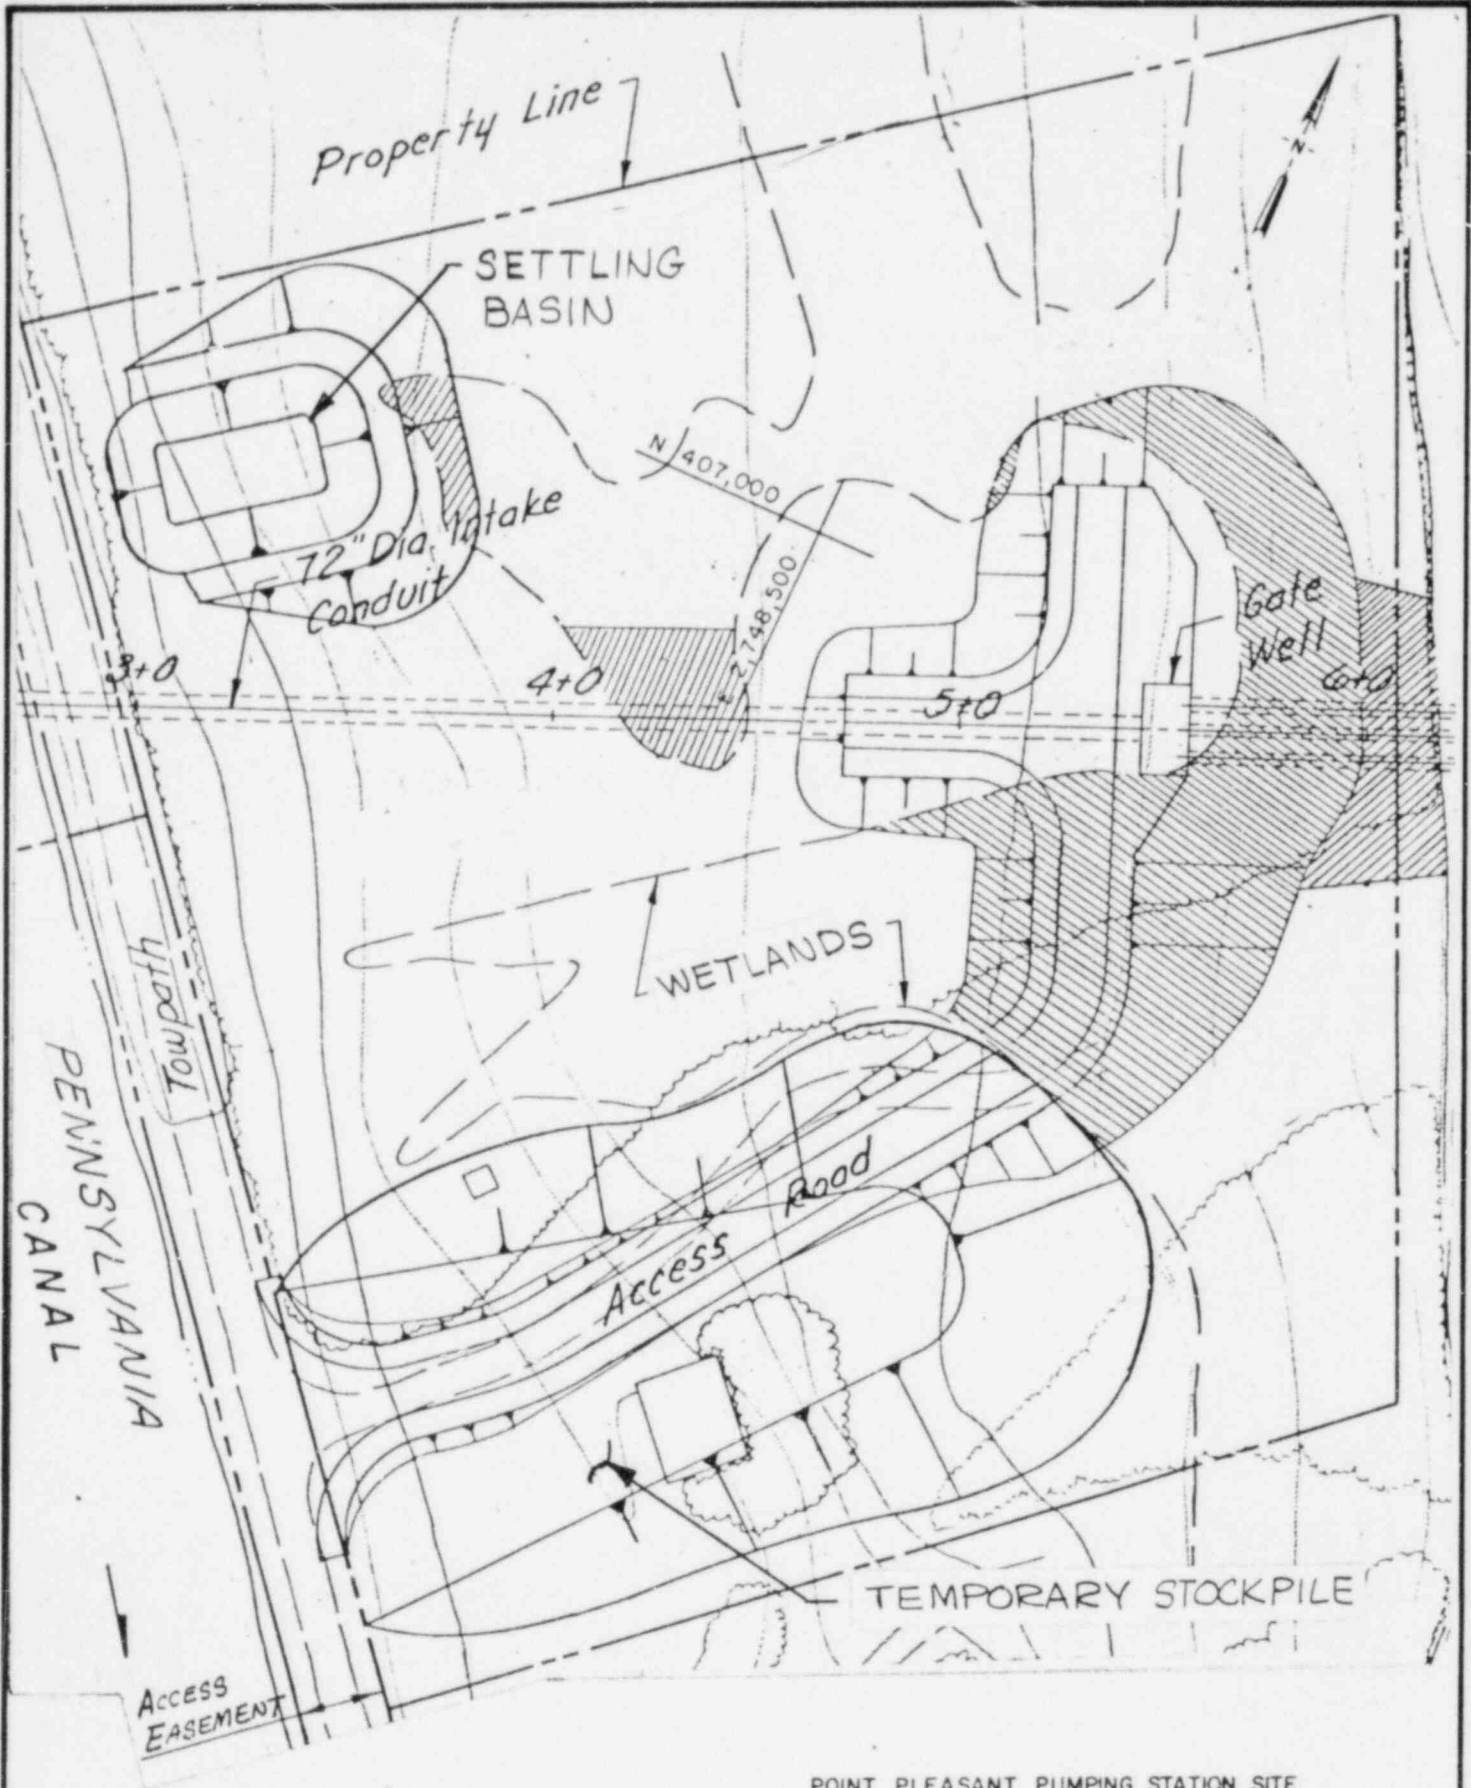 Property Line
N
SETTLING
BASIN
N 407,000
72" Dia. Intake
Conduit
E 2,748,500
Gate
Well
3+0
4+0
5+0
6+0
WETLANDS
Towpath
PENNSYLVANIA
CANAL
Access Road
TEMPORARY STOCKPILE
ACCESS
EASEMENT
POINT PLEASANT PUMPING STATION SITE